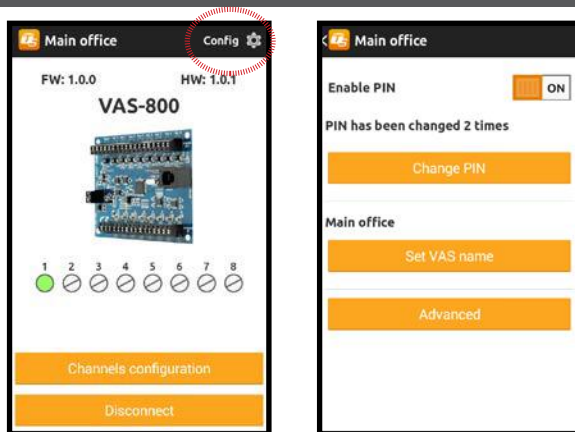 Main office
Config
FW: 1.0.0
HW: 1.0.1
VAS-800
1 2 3 4 5 6 7 8
Channels configuration
Disconnect
Main office
Enable PIN
ON
PIN has been changed 2 times
Change PIN
Main office
Set VAS name
Advanced